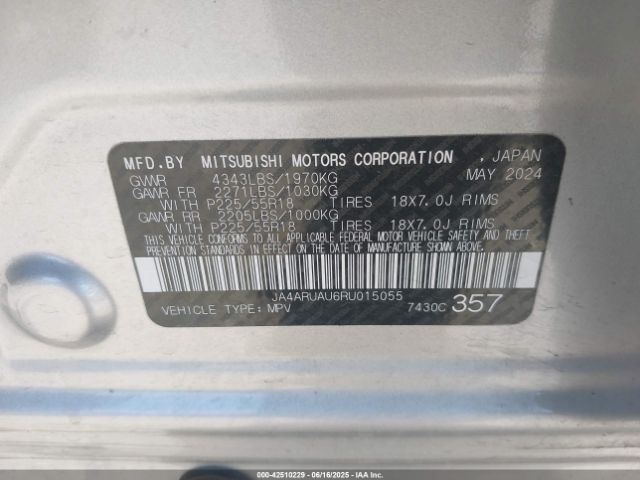 MFD.BY MITSUBISHI MOTORS CORPORATION , JAPAN
GVWR 4343LBS/1970KG MAY 2024
GAWR FR 2271LBS/1030KG
WITH P225/55R18 TIRES 18X7.0J RIMS
GAWR RR 2205LBS/1000KG
WITH P225/55R18 TIRES 18X7.0J RIMS
THIS VEHICLE CONFORMS TO ALL APPLICABLE FEDERAL MOTOR VEHICLE SAFETY AND THEFT
PREVENTION STANDARDS IN EFFECT ON THE DATE OF MANUFACTURE SHOWN ABOVE.
JA4ARUAU6RU015055
VEHICLE TYPE: MPV 7430C 357
000-42510229 - 06/16/2025 - IAAI.COM